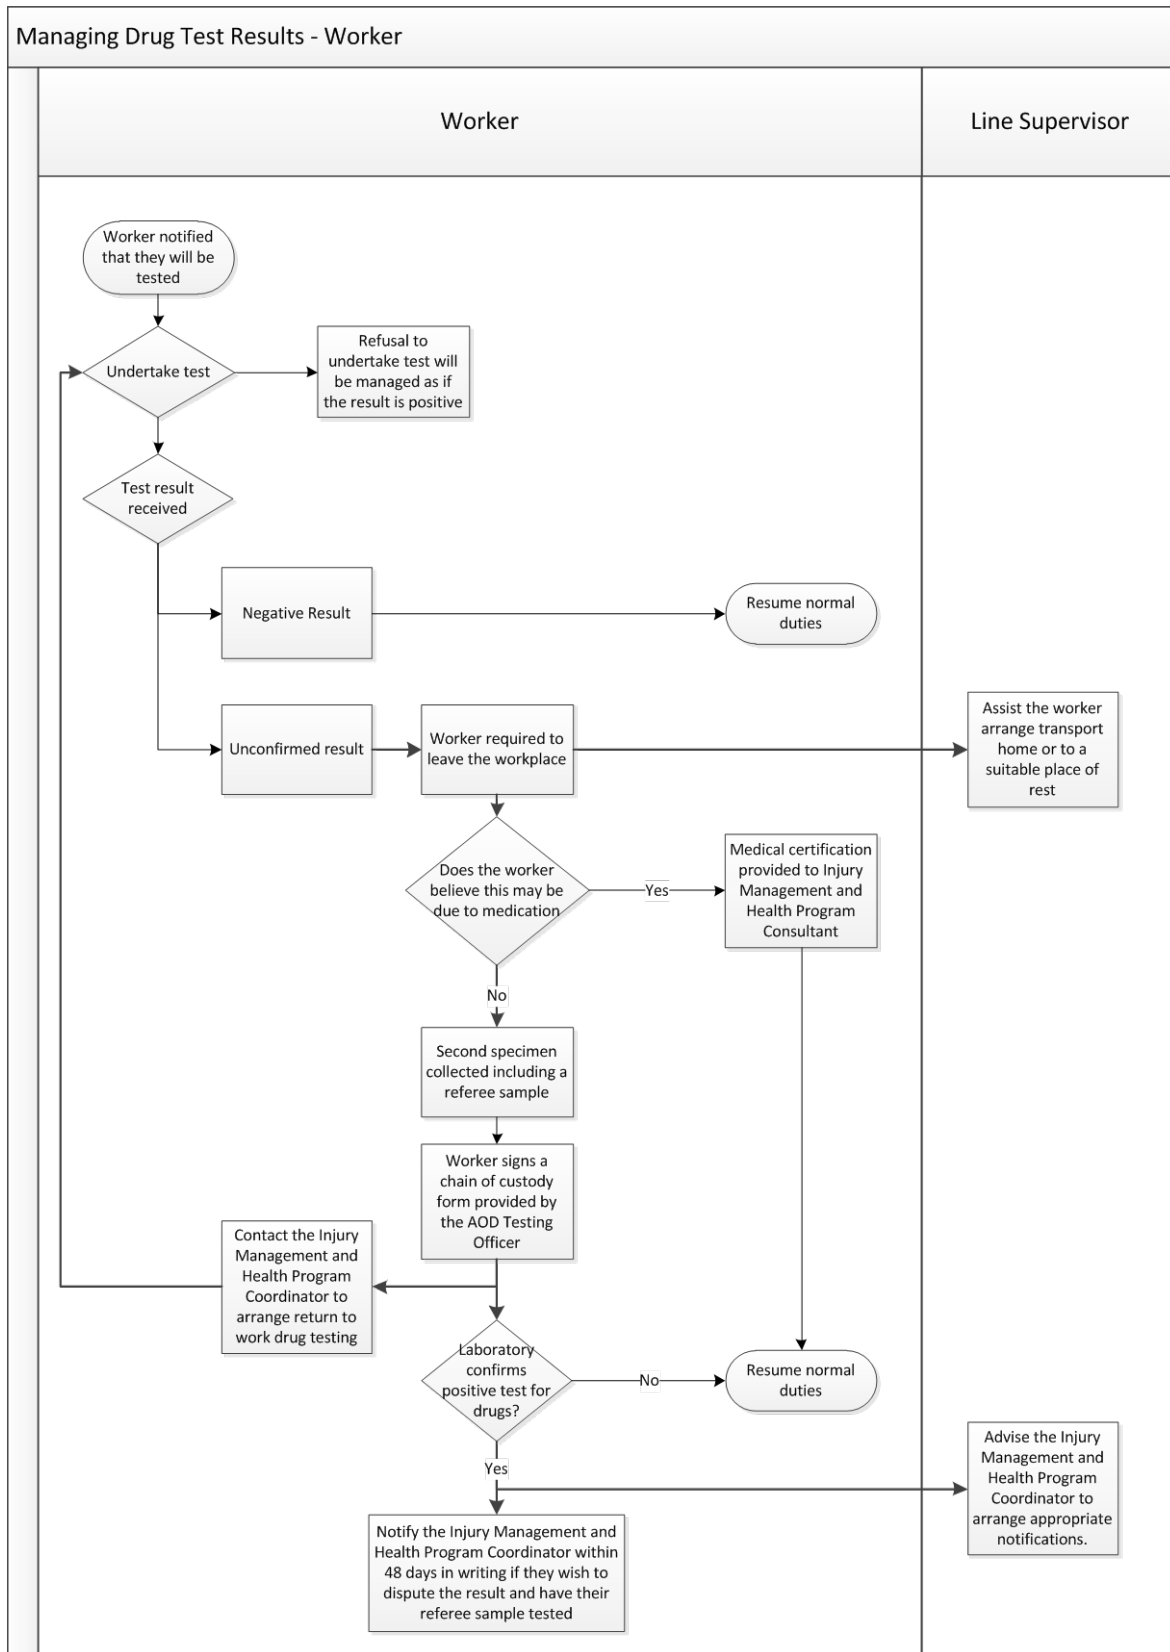 Managing Drug Test Results - Worker
Worker
Line Supervisor
Worker notified
that they will be
tested
Undertake test
Refusal to
undertake test will
be managed as if
the result is positive
Test result
received
Negative Result
Resume normal
duties
Unconfirmed result
Worker required to
leave the workplace
Assist the worker
arrange transport
home or to a
suitable place of
rest
Does the worker
believe this may be
due to medication
Yes
Medical certification
provided to Injury
Management and
Health Program
Consultant
No
Second specimen
collected including a
referee sample
Worker signs a
chain of custody
form provided by
the AOD Testing
Officer
Contact the Injury
Management and
Health Program
Coordinator to
arrange return to
work drug testing
Laboratory
confirms
positive test for
drugs?
No
Resume normal
duties
Yes
Advise the Injury
Management and
Health Program
Coordinator to
arrange appropriate
notifications.
Notify the Injury Management and
Health Program Coordinator within
48 days in writing if they wish to
dispute the result and have their
referee sample tested